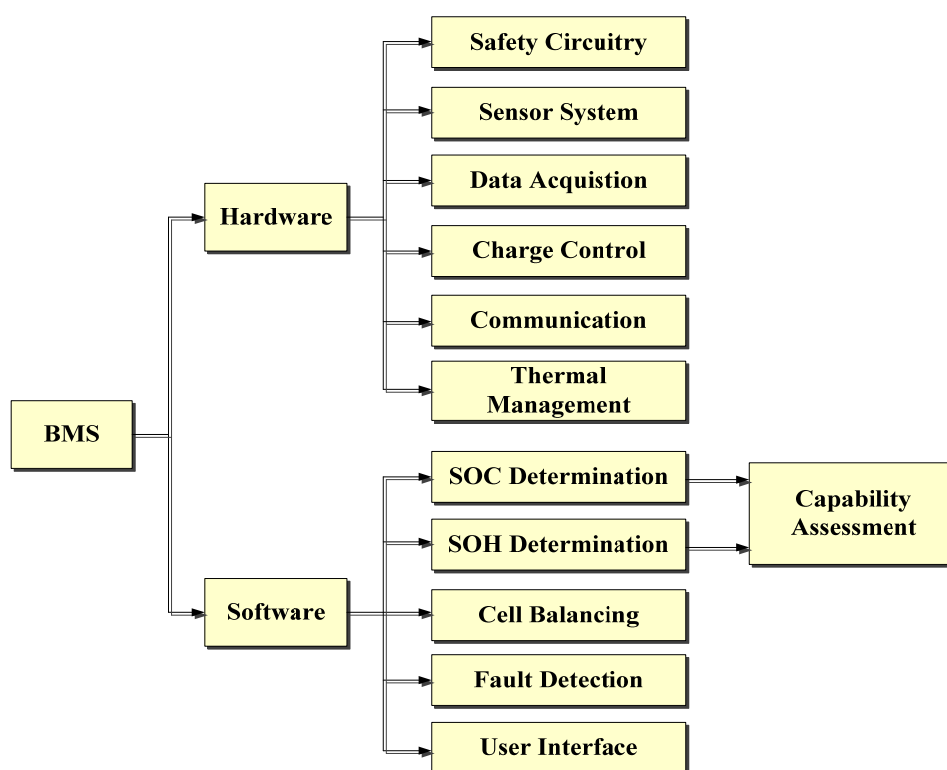 BMS
Hardware
Safety Circuitry
Sensor System
Data Acquistion
Charge Control
Communication
Thermal
Management
Software
SOC Determination
SOH Determination
Cell Balancing
Fault Detection
User Interface
Capability
Assessment